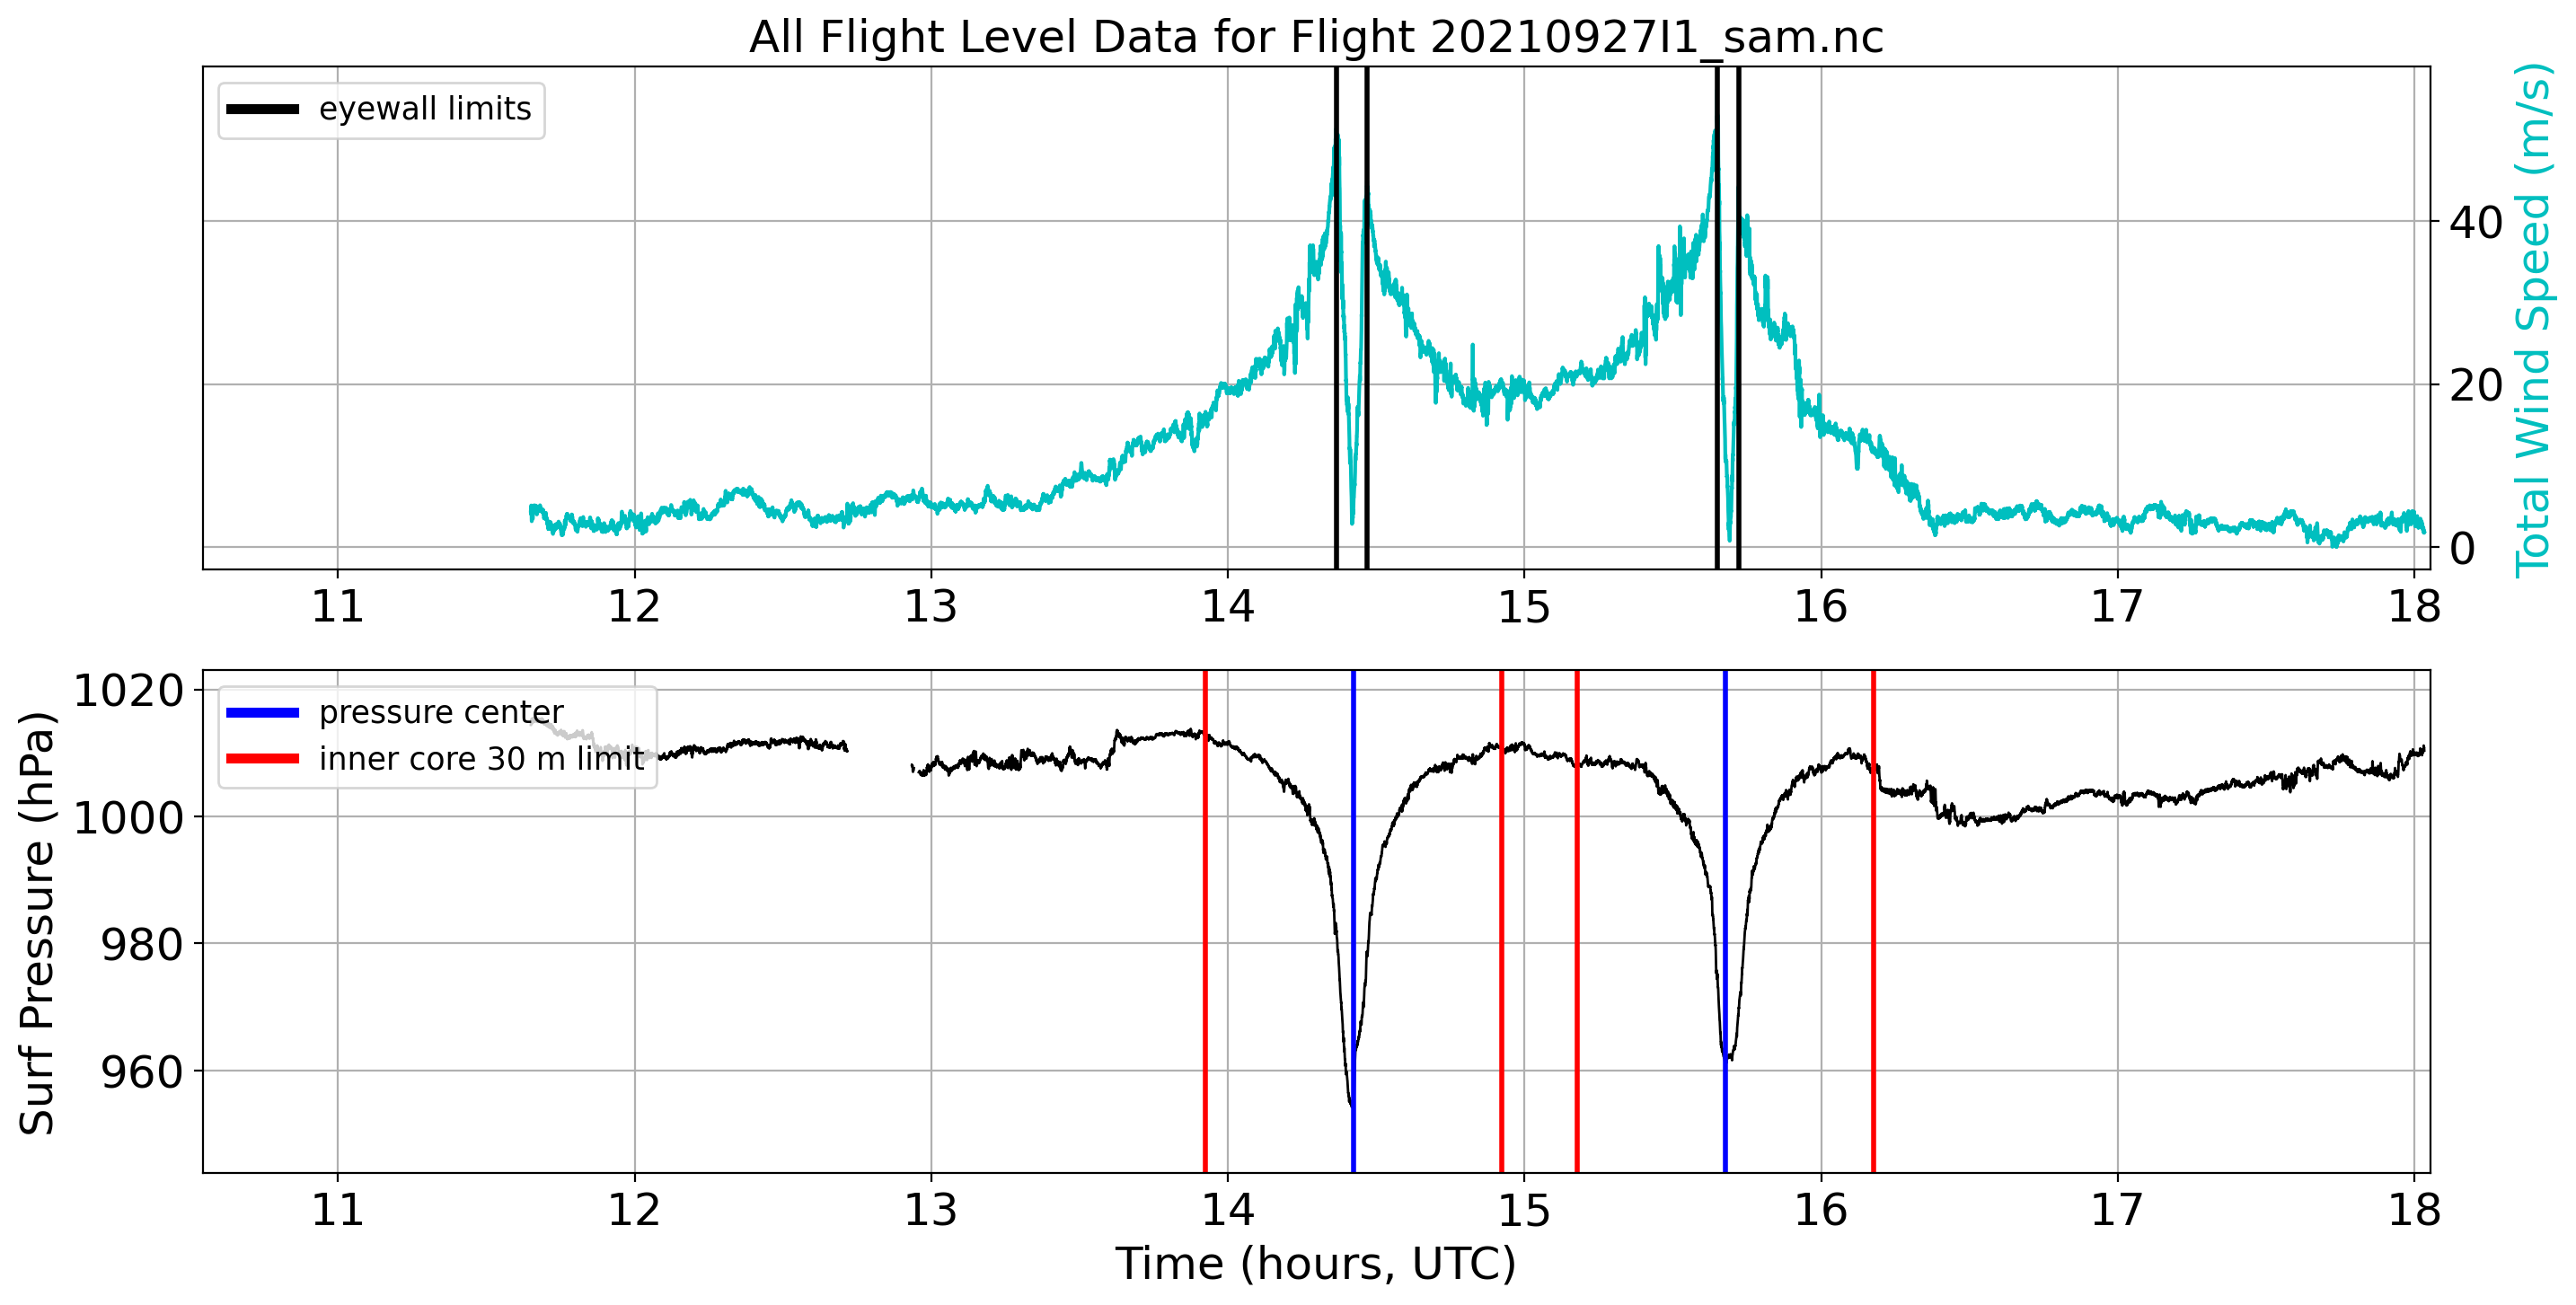 All Flight Level Data for Flight 20210927I1_sam.nc
eyewall limits
40
20
0
Total Wind Speed (m/s)
11 12 13 14 15 16 17 18
1020
1000
980
960
Surf Pressure (hPa)
pressure center
inner core 30 m limit
11 12 13 14 15 16 17 18
Time (hours, UTC)